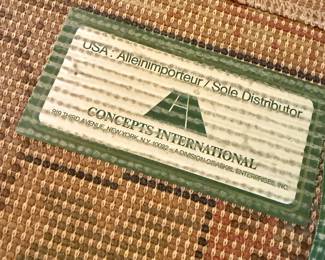 USA: Alleinimporteur / Sole Distributor
CONCEPTS INTERNATIONAL
919 THIRD AVENUE, NEW YORK, N.Y. 10022 – A DIVISION OF ENTERPRISES, INC.